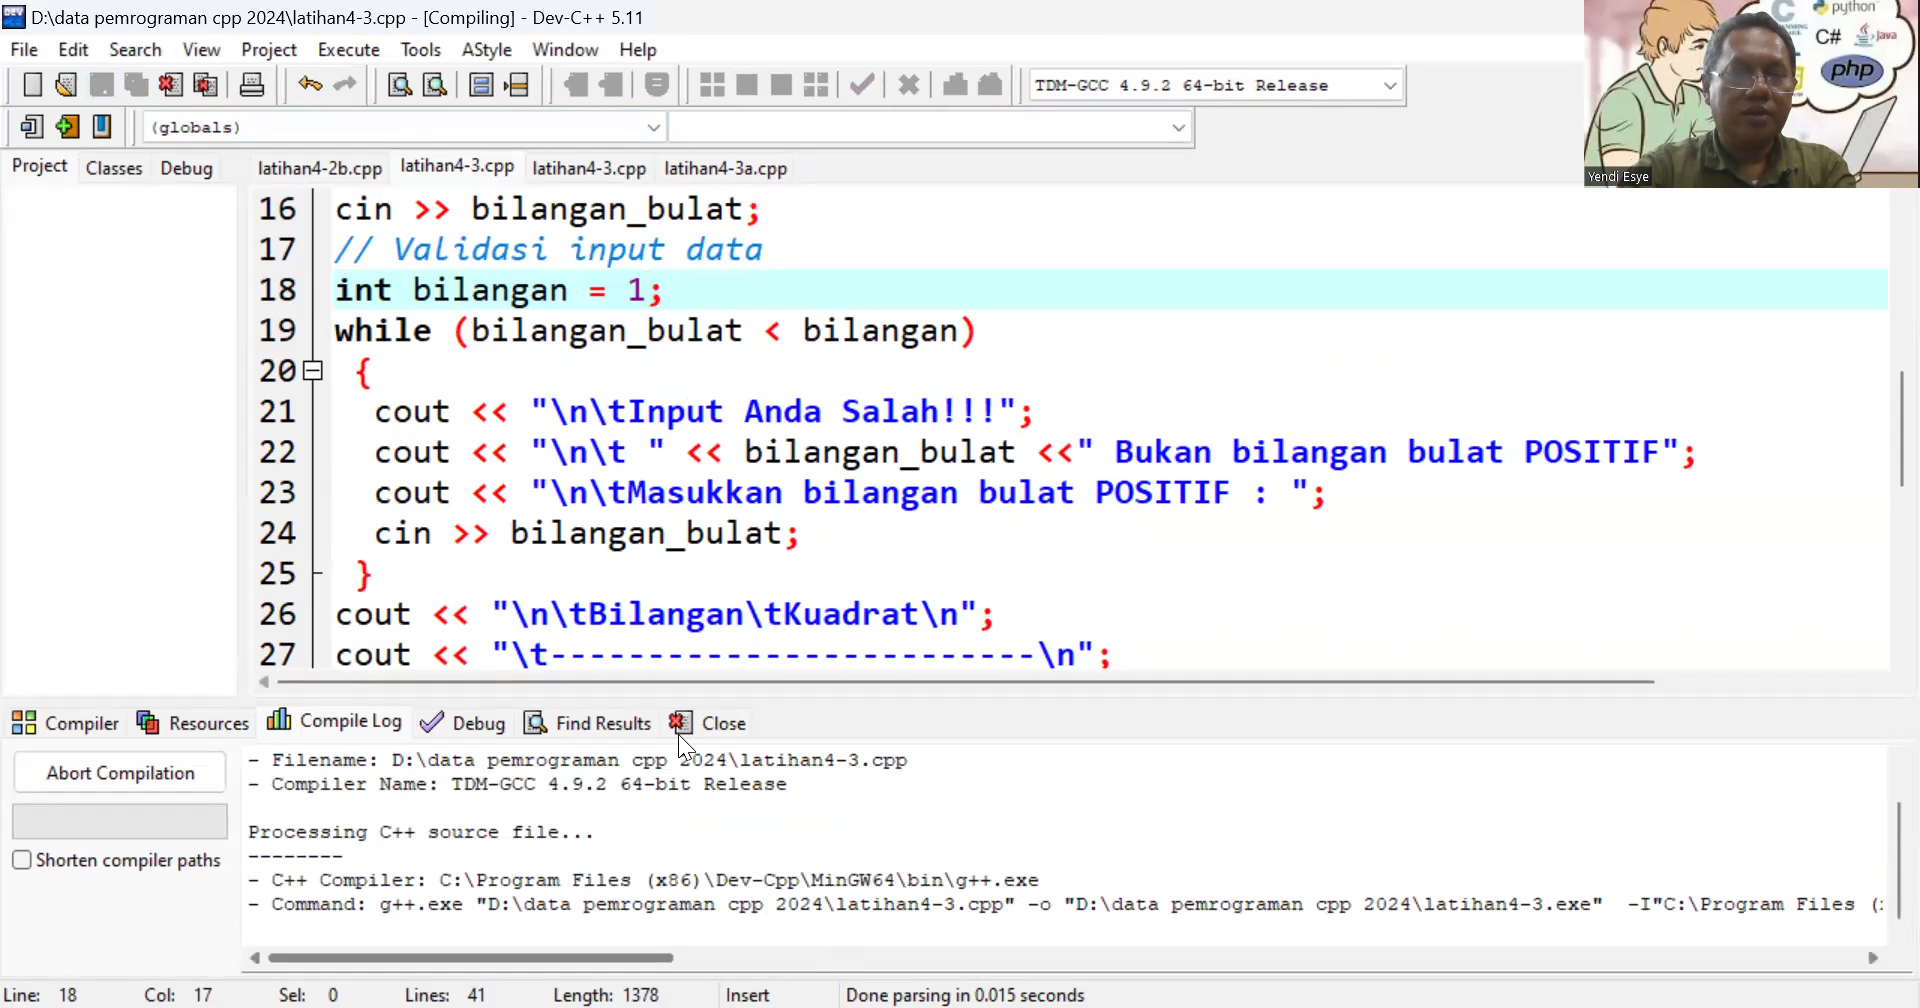 D:\data pemrograman cpp 2024\latihan4-3.cpp - [Compiling] - Dev-C++ 5.11
File Edit Search View Project Execute Tools AStyle Window Help
TDM-GCC 4.9.2 64-bit Release
(globals)
Project Classes Debug
latihan4-2b.cpp latihan4-3.cpp latihan4-3.cpp latihan4-3a.cpp
python
C
C# Java
php
Yendi Esye
16 cin >> bilangan_bulat;
17 // Validasi input data
18 int bilangan = 1;
19 while (bilangan_bulat < bilangan)
20 {
21 cout << "\n\tInput Anda Salah!!!";
22 cout << "\n\t " << bilangan_bulat <<" Bukan bilangan bulat POSITIF";
23 cout << "\n\tMasukkan bilangan bulat POSITIF : ";
24 cin >> bilangan_bulat;
25 }
26 cout << "\n\tBilangan\tKuadrat\n";
27 cout << "\t-------------------------\n";
Compiler Resources Compile Log Debug Find Results Close
Abort Compilation
Shorten compiler paths
- Filename: D:\data pemrograman cpp 2024\latihan4-3.cpp
- Compiler Name: TDM-GCC 4.9.2 64-bit Release
Processing C++ source file...
--------
- C++ Compiler: C:\Program Files (x86)\Dev-Cpp\MinGW64\bin\g++.exe
- Command: g++.exe "D:\data pemrograman cpp 2024\latihan4-3.cpp" -o "D:\data pemrograman cpp 2024\latihan4-3.exe" -I"C:\Program Files (
Line: 18 Col: 17 Sel: 0 Lines: 41 Length: 1378 Insert Done parsing in 0.015 seconds